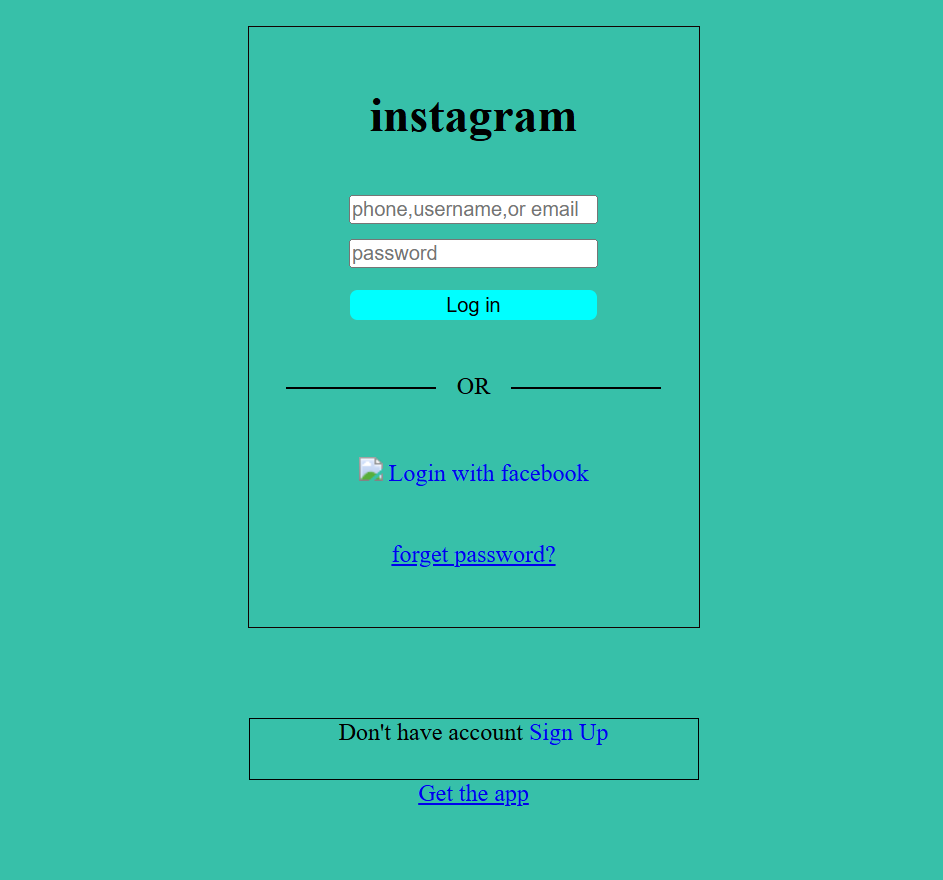 instagram
phone,username,or email
password
Log in
OR
Login with facebook
forget password?
Don't have account Sign Up
Get the app